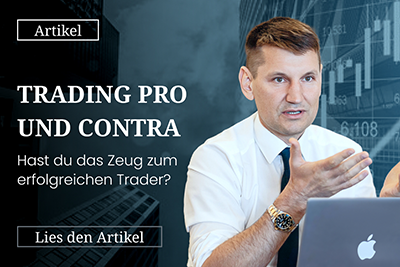 Artikel
TRADING PRO
UND CONTRA
Hast du das Zeug zum
erfolgreichen Trader?
Lies den Artikel